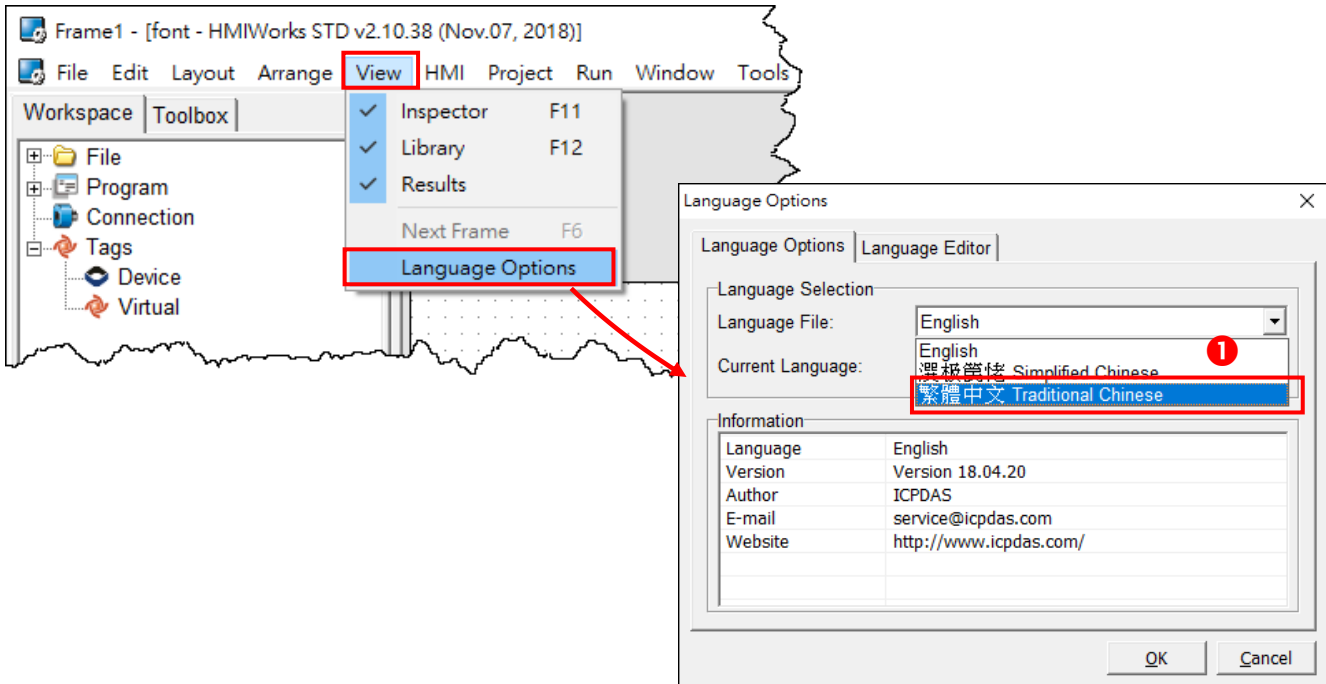 Frame1 - [font - HMIWorks STD v2.10.38 (Nov.07, 2018)]
File Edit Layout Arrange View HMI Project Run Window Tools
Workspace Toolbox
File
Program
Connection
Tags
Device
Virtual
Inspector F11
Library F12
Results
Next Frame F6
Language Options
Language Options
Language Options Language Editor
Language Selection
Language File: English
Current Language:
English
Simplified Chinese
繁體中文 Traditional Chinese
1
Information
Language English
Version Version 18.04.20
Author ICPDAS
E-mail service@icpdas.com
Website http://www.icpdas.com/
OK Cancel